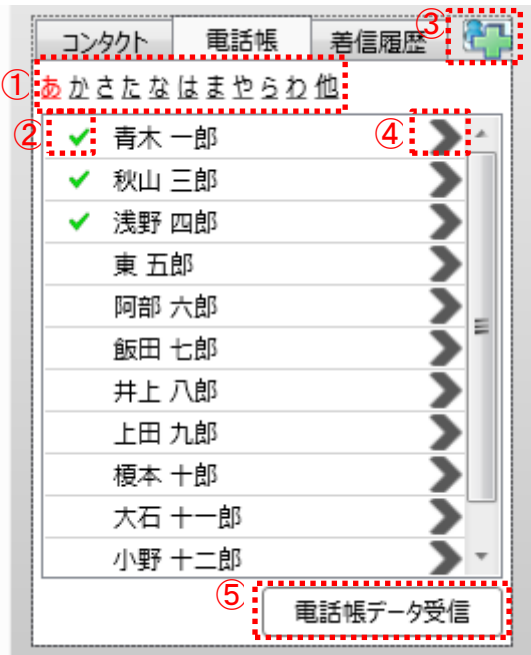 コンタクト 電話帳 着信履歴 ③
① あ か さ た な は ま や ら わ 他
② 青木 一郎 ④
秋山 三郎
浅野 四郎
東 五郎
阿部 六郎
飯田 七郎
井上 八郎
上田 九郎
榎本 十郎
大石 十一郎
小野 十二郎
⑤ 電話帳データ受信